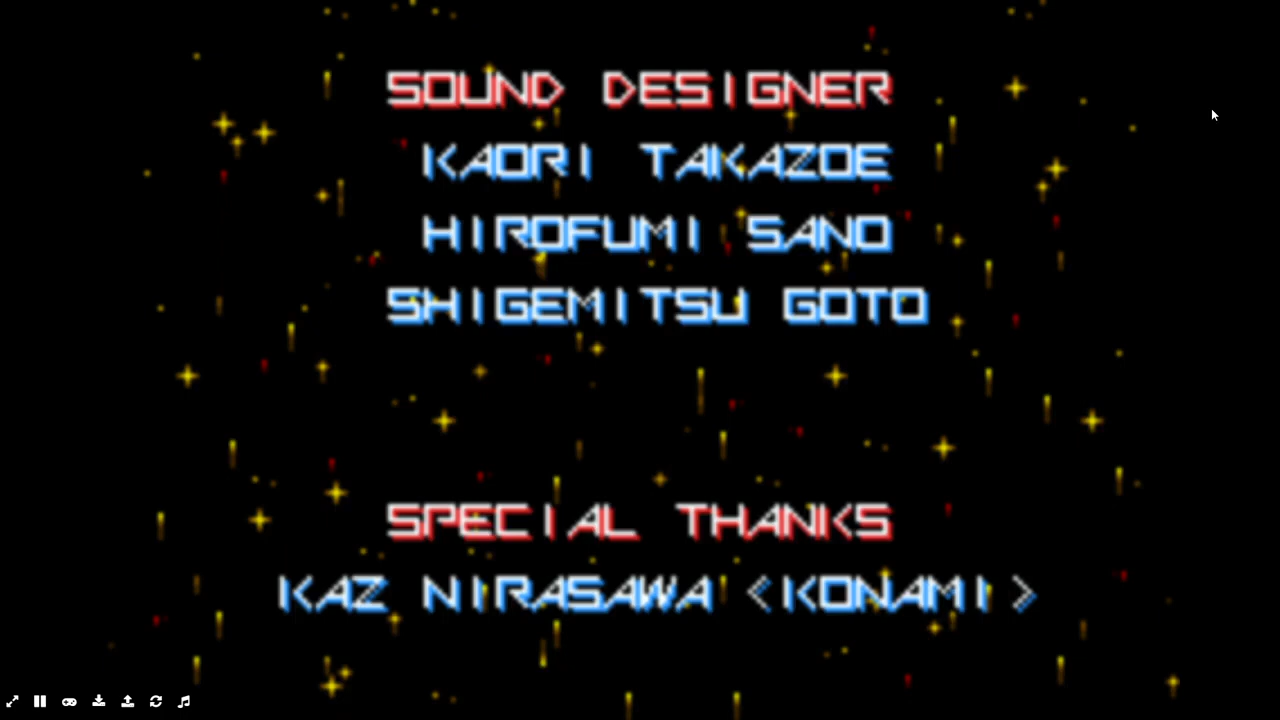 SOUND DESIGNER
KAORI TAKAZOE
HIROFUMI SANO
SHIGEMITSU GOTO
SPECIAL THANKS
KAZ NIRASAWA <KONAMI>